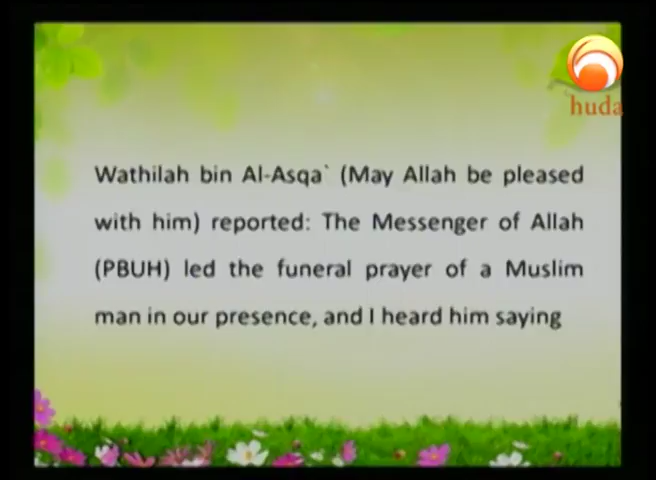 huda
Wathilah bin Al-Asqa` (May Allah be pleased
with him) reported: The Messenger of Allah
(PBUH) led the funeral prayer of a Muslim
man in our presence, and I heard him saying